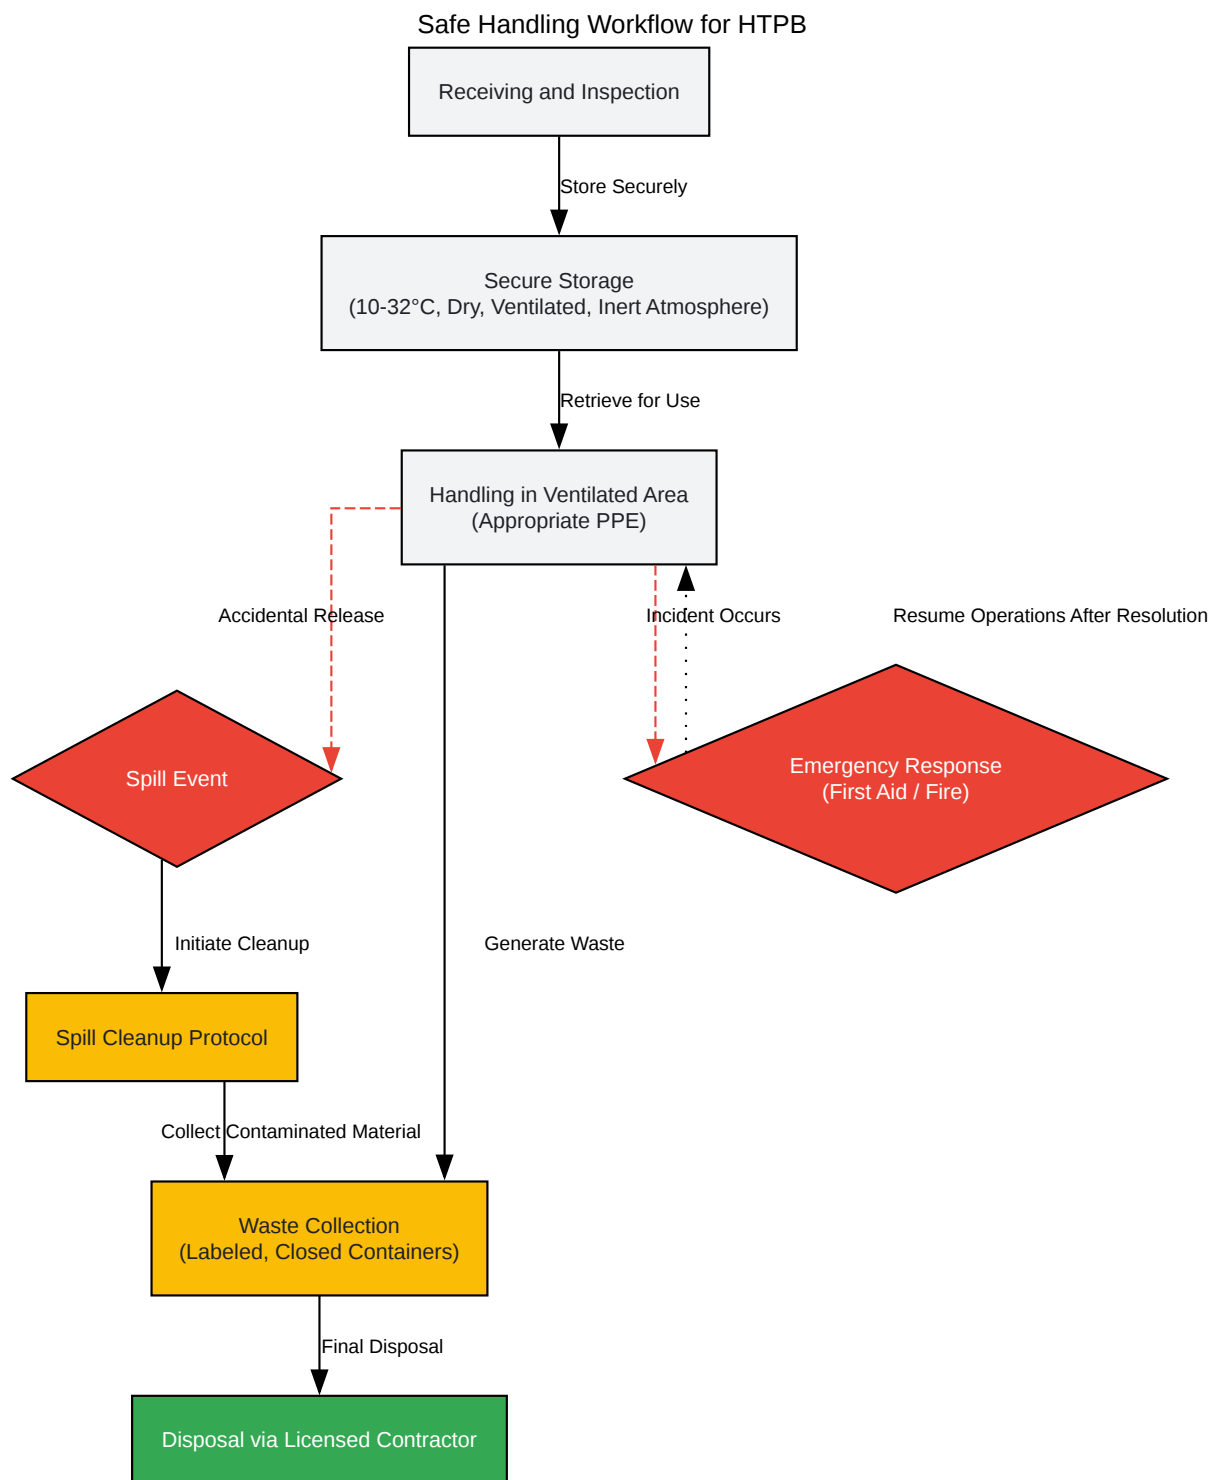 Safe Handling Workflow for HTPB
Receiving and Inspection
Store Securely
Secure Storage
(10-32°C, Dry, Ventilated, Inert Atmosphere)
Retrieve for Use
Handling in Ventilated Area
(Appropriate PPE)
Accidental Release
Incident Occurs
Resume Operations After Resolution
Spill Event
Emergency Response
(First Aid / Fire)
Initiate Cleanup
Generate Waste
Spill Cleanup Protocol
Collect Contaminated Material
Waste Collection
(Labeled, Closed Containers)
Final Disposal
Disposal via Licensed Contractor